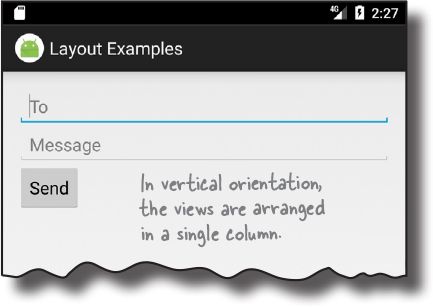 4G 2:27
Layout Examples
To
Message
Send
In vertical orientation,
the views are arranged
in a single column.